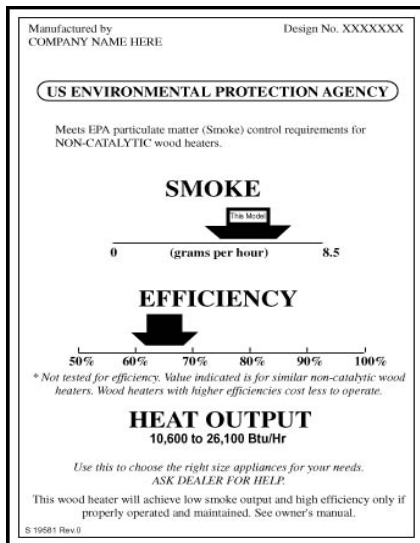 Manufactured by
COMPANY NAME HERE
Design No. XXXXXXX
US ENVIRONMENTAL PROTECTION AGENCY
Meets EPA particulate matter (Smoke) control requirements for
NON-CATALYTIC wood heaters.
SMOKE
This Model
0 (grams per hour) 8.5
EFFICIENCY
50% 60% 70% 80% 90% 100%
* Not tested for efficiency. Value indicated is for similar non-catalytic wood
heaters. Wood heaters with higher efficiencies cost less to operate.
HEAT OUTPUT
10,600 to 26,100 Btu/Hr
Use this to choose the right size appliances for your needs.
ASK DEALER FOR HELP.
This wood heater will achieve low smoke output and high efficiency only if
properly operated and maintained. See owner's manual.
S 19581 Rev.0